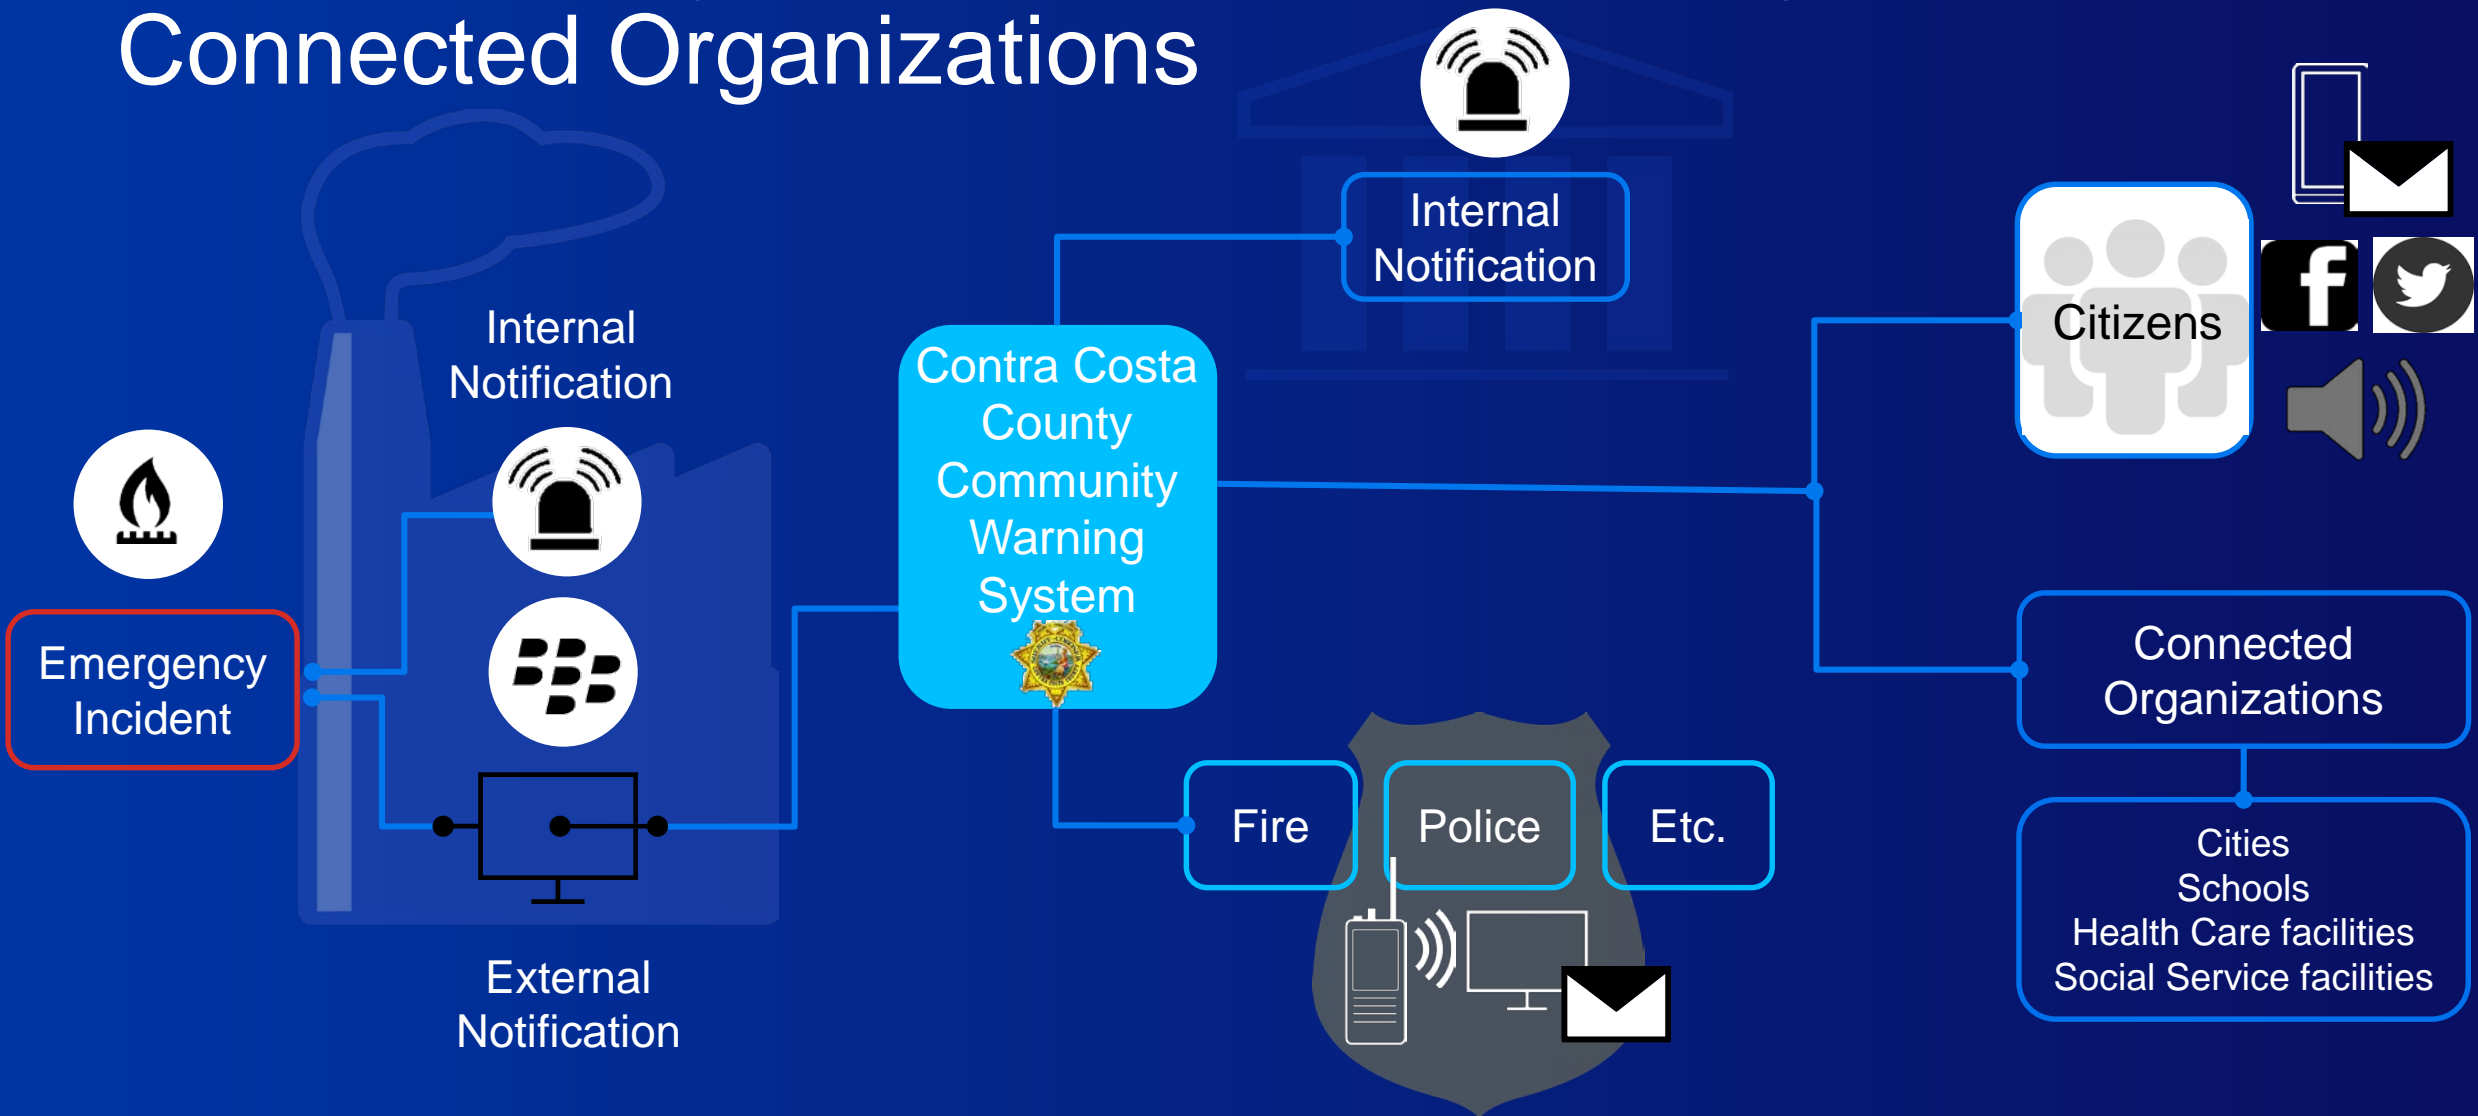 Connected Organizations
Internal
Notification
Internal
Notification
Emergency
Incident
External
Notification
Contra Costa
County
Community
Warning
System
Fire
Police
Etc.
Citizens
Connected
Organizations
Cities
Schools
Health Care facilities
Social Service facilities